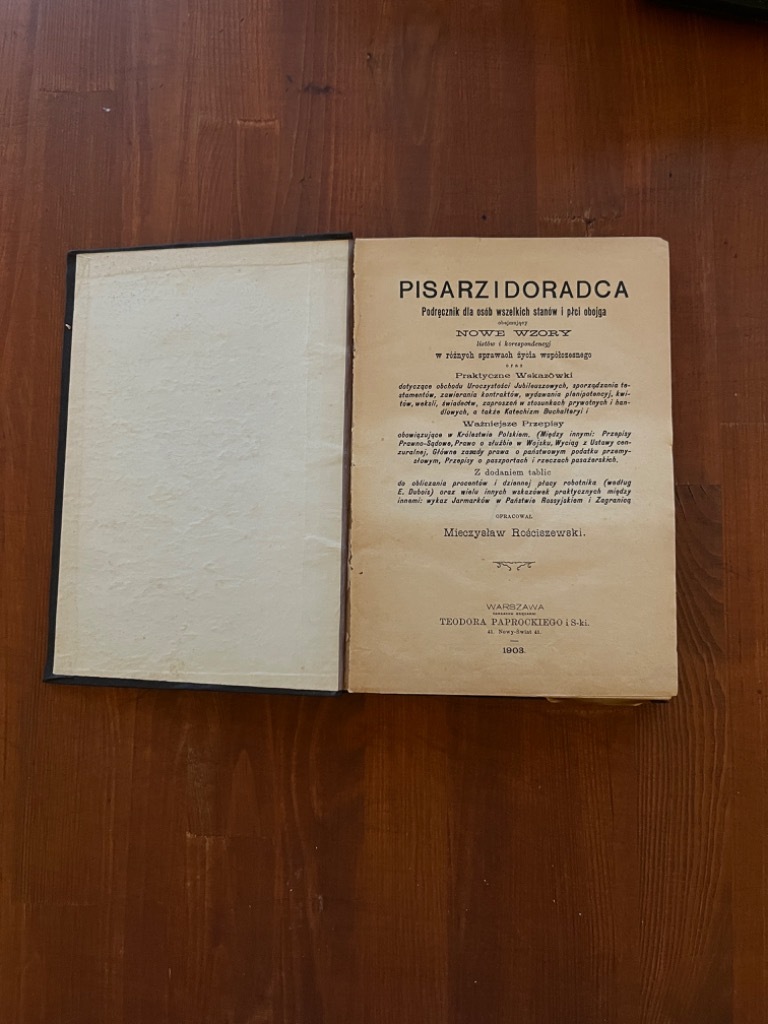 PISARZ I DORADCA
Podręcznik dla osób wszelkich stanów i płci obojga
obejmujący
NOWE WZORY
listów i korespondencyj
w różnych sprawach życia współczesnego
ORAZ
Praktyczne Wskazówki
dotyczące obchodu Uroczystości Jubileuszowych, sporządzania te-
stamentów, zawierania kontraktów, wydawania plenipotencyj, kwi-
tów, weksli, świadectw, zaproszeń w stosunkach prywatnych i han-
dlowych, a także Katechizm Buchalteryi i
Ważniejsze Przepisy
obowiązujące w Królestwie Polskiem. (Między innymi: Przepisy
Prawno-Sądowe, Prawo o służbie w Wojsku, Wyciąg z Ustawy cen-
zuralnej, Główne zasady prawa o państwowym podatku przemy-
słowym, Przepisy o paszportach i rzeczach pasażerskich.
Z dodaniem tablic
do obliczania procentów i dziennej płacy robotnika (według
E. Dubois) oraz wielu innych wskazówek praktycznych między
innemi: wykaz Jarmarków w Państwie Rossyjskiem i Zagranicą
OPRACOWAŁ
Mieczysław Rościszewski.
WARSZAWA
TEODORA PAPROCKIEGO i S-ki.
41. Nowy-Świat 41.
1903.